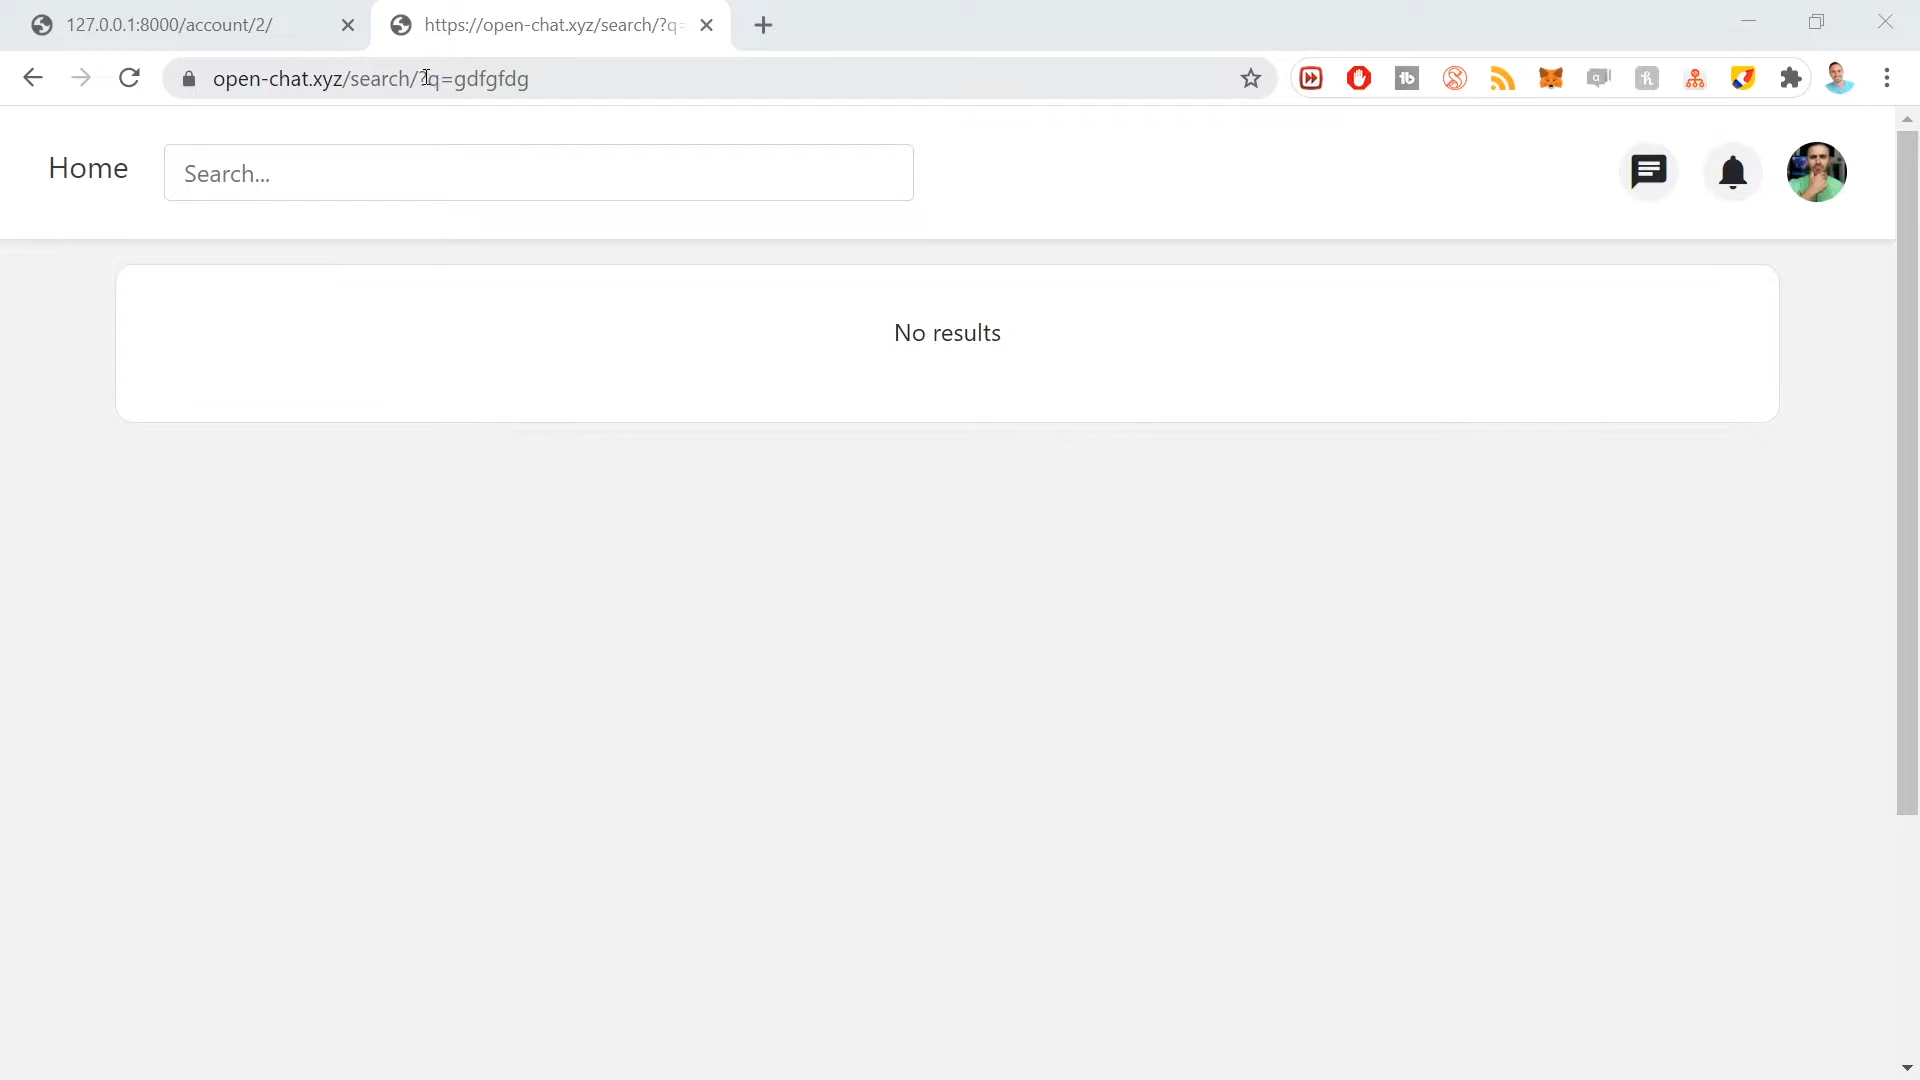 127.0.0.1:8000/account/2/
https://open-chat.xyz/search/?q=
open-chat.xyz/search/?q=gdfgfdg
Home
Search...
No results